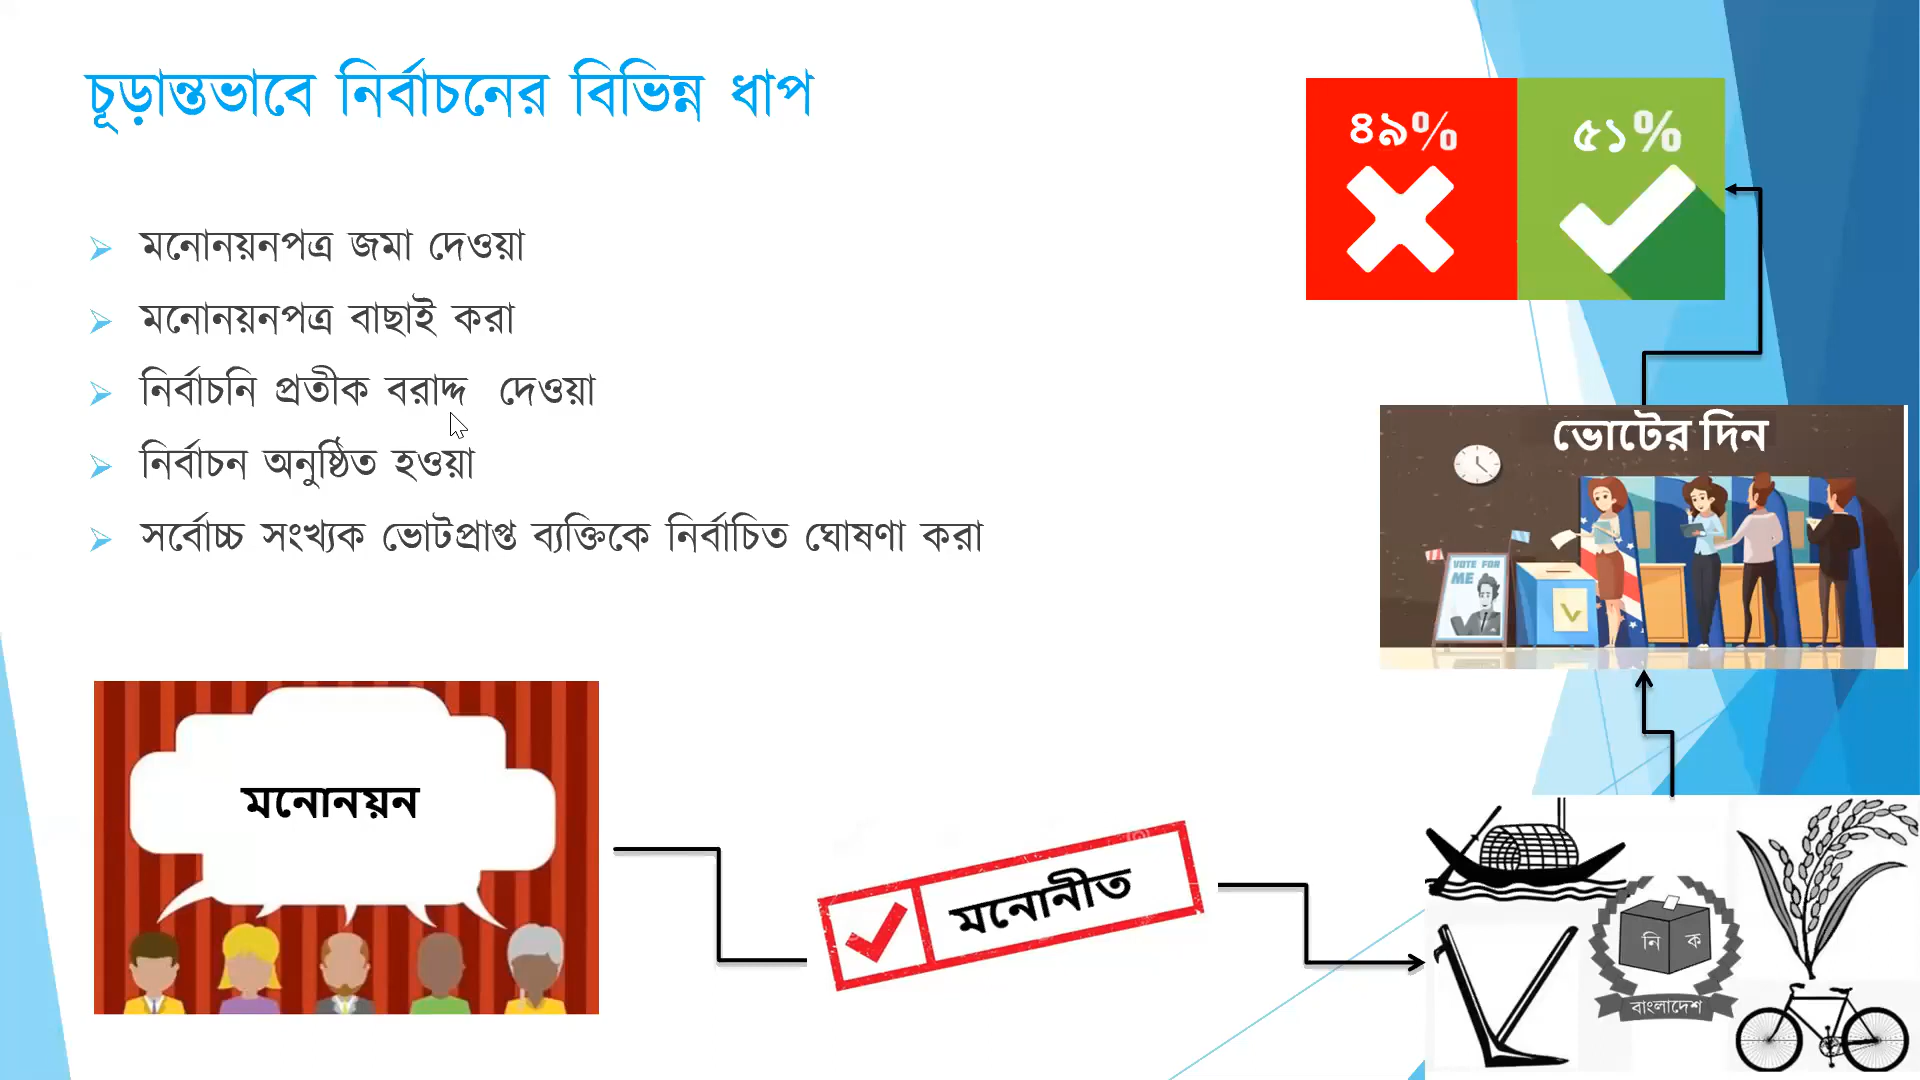 চূড়ান্তভাবে নির্বাচনের বিভিন্ন ধাপ
মনোনয়নপত্র জমা দেওয়া
মনোনয়নপত্র বাছাই করা
নির্বাচনি প্রতীক বরাদ্দ দেওয়া
নির্বাচন অনুষ্ঠিত হওয়া
সর্বোচ্চ সংখ্যক ভোটপ্রাপ্ত ব্যক্তিকে নির্বাচিত ঘোষণা করা
৪৯% ৫১%
ভোটের দিন
VOTE FOR
ME
মনোনয়ন
মনোনীত
নি ক
বাংলাদেশ